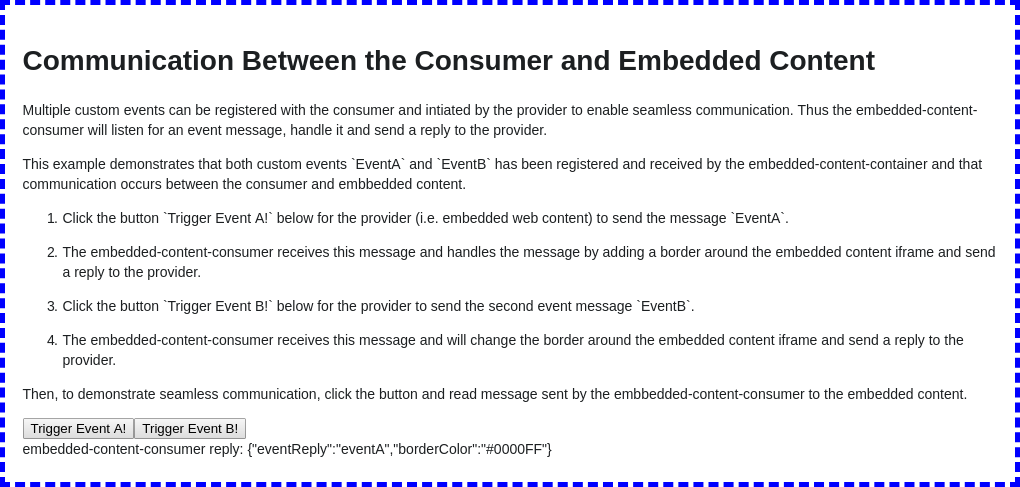 Communication Between the Consumer and Embedded Content
Multiple custom events can be registered with the consumer and intiated by the provider to enable seamless communication. Thus the embedded-content-
consumer will listen for an event message, handle it and send a reply to the provider.
This example demonstrates that both custom events `EventA` and `EventB` has been registered and received by the embedded-content-container and that
communication occurs between the consumer and embbedded content.
1. Click the button `Trigger Event A!` below for the provider (i.e. embedded web content) to send the message `EventA`.
2. The embedded-content-consumer receives this message and handles the message by adding a border around the embedded content iframe and send
a reply to the provider.
3. Click the button `Trigger Event B!` below for the provider to send the second event message `EventB`.
4. The embedded-content-consumer receives this message and will change the border around the embedded content iframe and send a reply to the
provider.
Then, to demonstrate seamless communication, click the button and read message sent by the embbedded-content-consumer to the embedded content.
Trigger Event A! Trigger Event B!
embedded-content-consumer reply: {"eventReply":"eventA","borderColor":"#0000FF"}